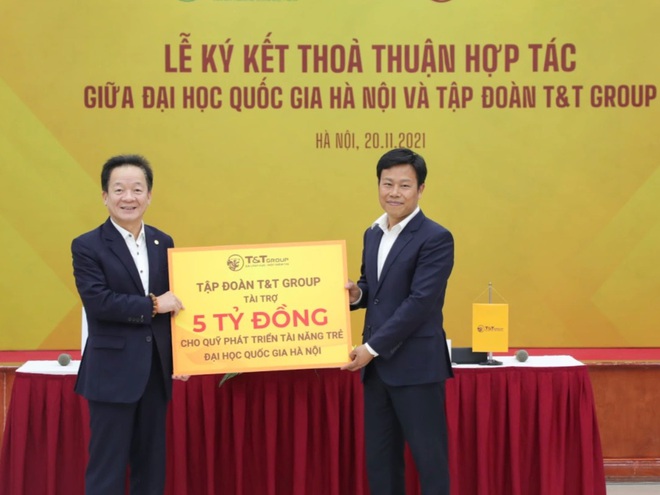 LỄ KÝ KẾT THOẢ THUẬN HỢP TÁC
GIỮA ĐẠI HỌC QUỐC GIA HÀ NỘI VÀ TẬP ĐOÀN T&T GROUP
HÀ NỘI, 20.11.2021
T&T GROUP
TẬP ĐOÀN T&T GROUP
TÀI TRỢ
5 TỶ ĐỒNG
CHO QUỸ PHÁT TRIỂN TÀI NĂNG TRẺ
ĐẠI HỌC QUỐC GIA HÀ NỘI
T&T